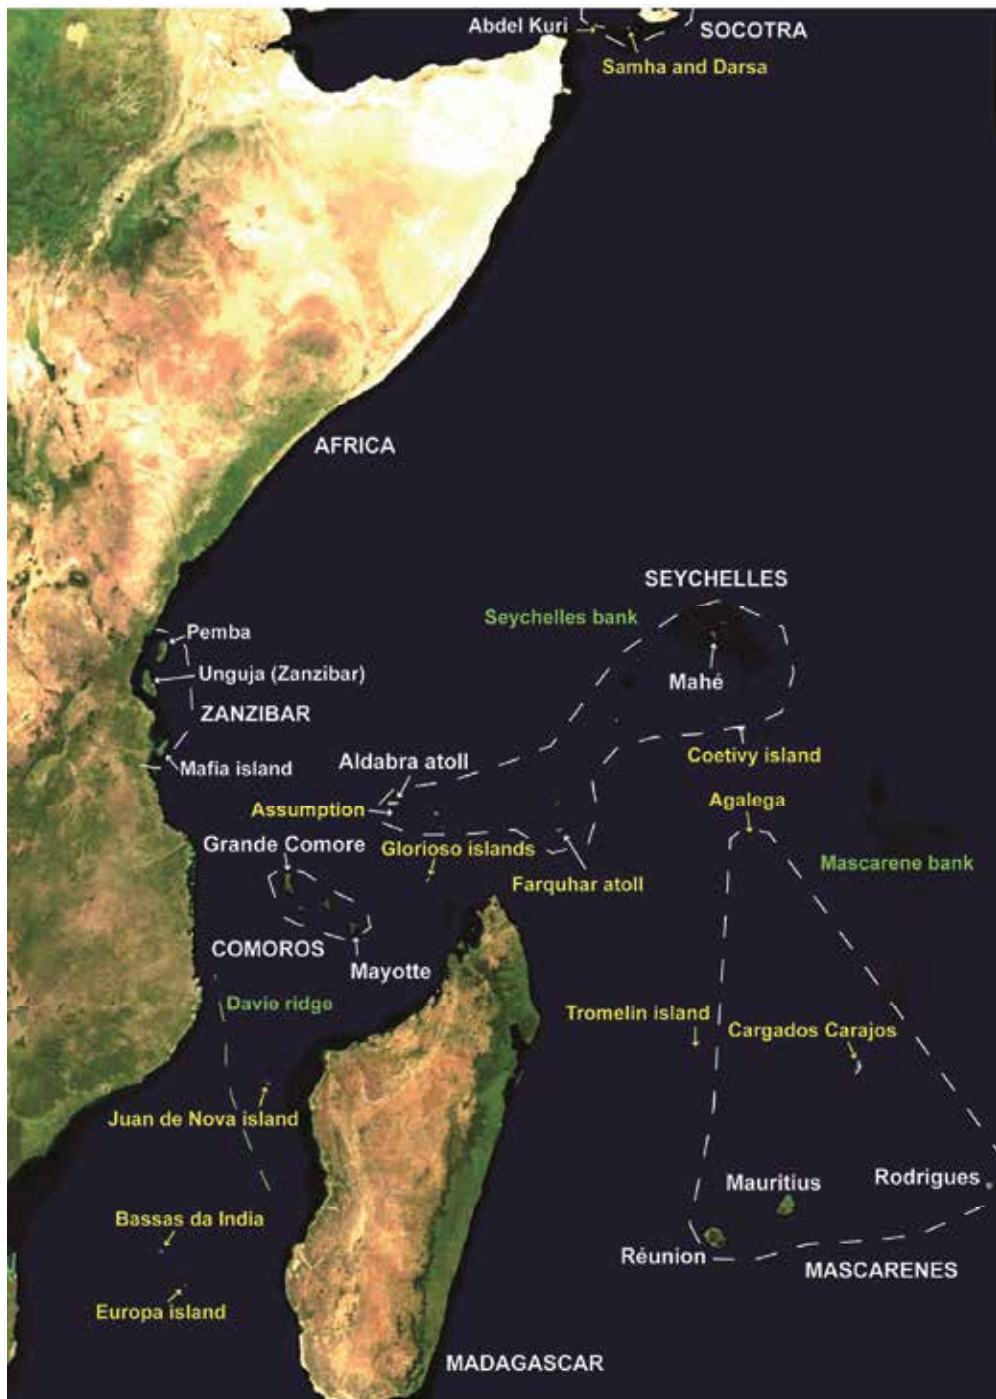 Abdel Kuri
SOCOTRA
Samha and Darsa
AFRICA
SEYCHELLES
Seychelles bank
Pemba
Unguja (Zanzibar)
Mahé
ZANZIBAR
Mafia island
Aldabra atoll
Coetivy island
Assumption
Agalega
Grande Comore
Glorioso islands
Mascarene bank
Farquhar atoll
COMOROS
Mayotte
Davie ridge
Tromelin island
Cargados Carajos
Juan de Nova island
Mauritius
Rodrigues
Bassas da India
Réunion
MASCARENES
Europa island
MADAGASCAR